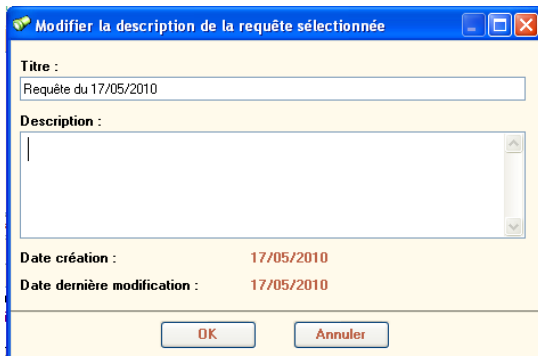 Modifier la description de la requête sélectionnée
Titre :
Requête du 17/05/2010
Description :
Date création : 17/05/2010
Date dernière modification : 17/05/2010
OK Annuler